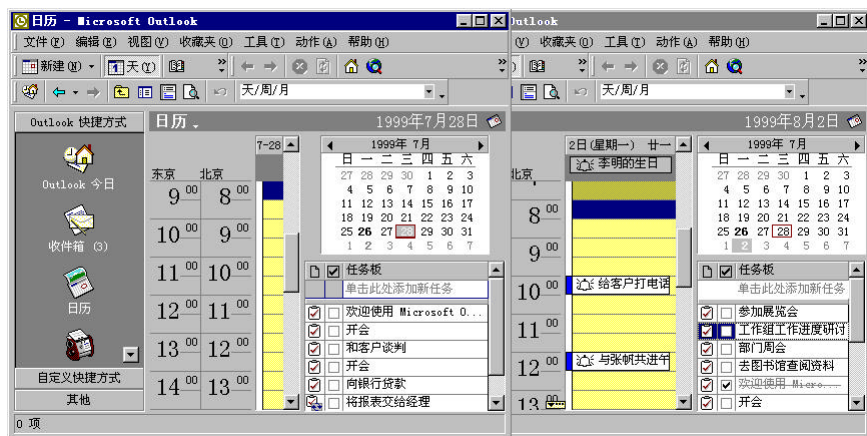 日历 - Microsoft Outlook
文件(F) 编辑(E) 视图(V) 收藏夹(O) 工具(T) 动作(A) 帮助(H)
新建(N) 1 天(Y) »
天/周/月
Outlook 快捷方式
Outlook 今日
收件箱 (3)
日历
自定义快捷方式
其他
0 项
日历 1999年7月28日
7-28
东京 北京
9 00 8 00
10 00 9 00
11 00 10 00
12 00 11 00
13 00 12 00
14 00 13 00
1999年 7月
日 一 二 三 四 五 六
27 28 29 30 1 2 3
4 5 6 7 8 9 10
11 12 13 14 15 16 17
18 19 20 21 22 23 24
25 26 27 28 29 30 31
1 2 3 4 5 6 7
任务板
单击此处添加新任务
欢迎使用 Microsoft O...
开会
和客户谈判
开会
向银行贷款
将报表交给经理
Outlook
(V) 收藏夹(O) 工具(T) 动作(A) 帮助(H)
»
天/周/月
1999年8月2日
2日(星期一) 廿一
李明的生日
北京
8 00
9 00
10 00 给客户打电话
11 00
12 00 与张帆共进午
13
1999年 7月
日 一 二 三 四 五 六
27 28 29 30 1 2 3
4 5 6 7 8 9 10
11 12 13 14 15 16 17
18 19 20 21 22 23 24
25 26 27 28 29 30 31
1 2 3 4 5 6 7
任务板
单击此处添加新任务
参加展览会
工作组工作进度研讨
部门周会
去图书馆查阅资料
欢迎使用 Micro...
开会